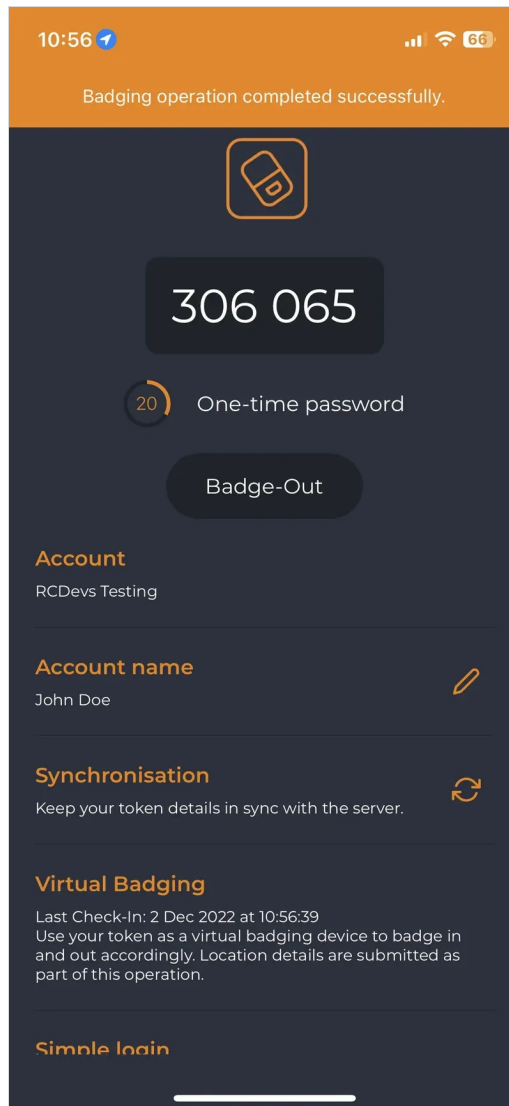 10:56
66
Badging operation completed successfully.
306 065
20
One-time password
Badge-Out
Account
RCDevs Testing
Account name
John Doe
Synchronisation
Keep your token details in sync with the server.
Virtual Badging
Last Check-In: 2 Dec 2022 at 10:56:39
Use your token as a virtual badging device to badge in
and out accordingly. Location details are submitted as
part of this operation.
Simple login